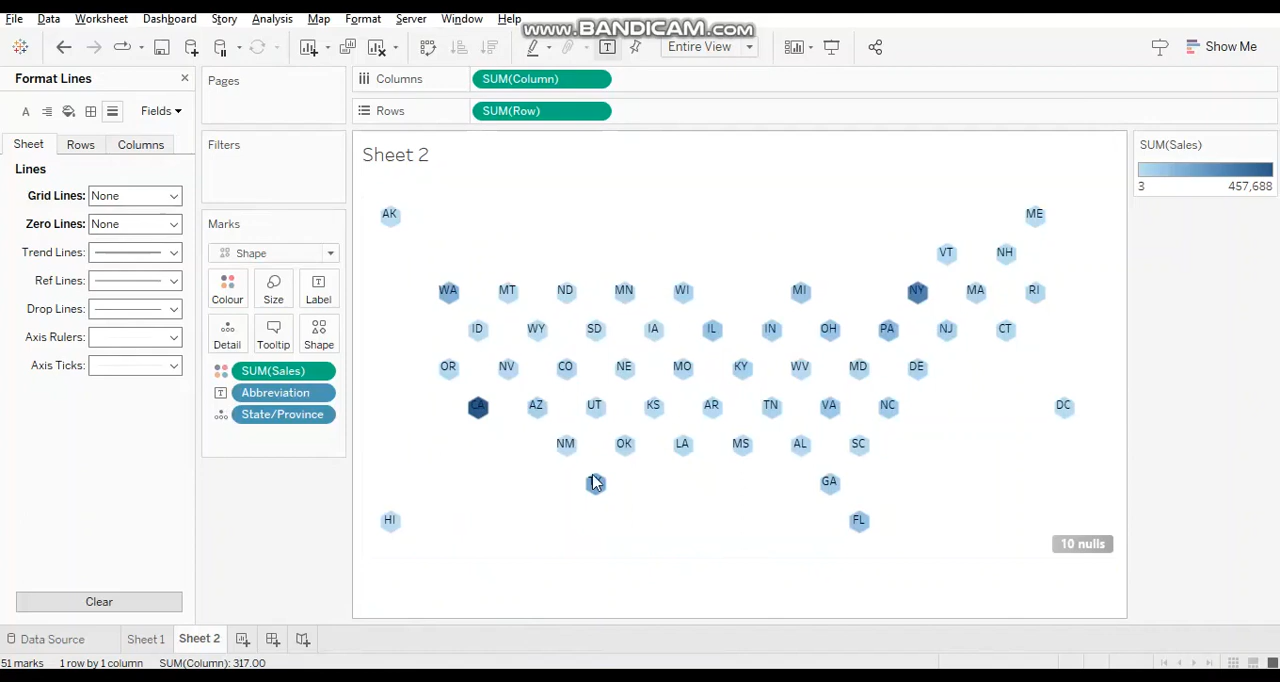 File Data Worksheet Dashboard Story Analysis Map Format Server Window Help
www.BANDICAM.com
Entire View
Show Me
Format Lines
Pages
Columns SUM(Column)
Rows SUM(Row)
Fields
Sheet Rows Columns
Lines
Grid Lines: None
Zero Lines: None
Trend Lines:
Ref Lines:
Drop Lines:
Axis Rulers:
Axis Ticks:
Clear
Filters
Marks
Shape
Colour Size Label
Detail Tooltip Shape
SUM(Sales)
Abbreviation
State/Province
Sheet 2
AK ME
VT NH
WA MT ND MN WI MI NY MA RI
ID WY SD IA IL IN OH PA NJ CT
OR NV CO NE MO KY WV MD DE
CA AZ UT KS AR TN VA NC DC
NM OK LA MS AL SC
GA
HI FL
10 nulls
SUM(Sales)
3 457,688
Data Source Sheet 1 Sheet 2
51 marks 1 row by 1 column SUM(Column): 317.00